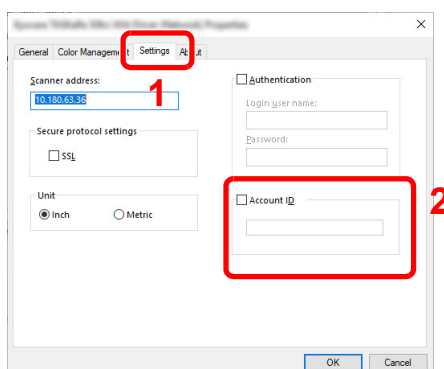 General Color Management Settings About
1
Scanner address:
10.180.63.36
Secure protocol settings
SSL
Unit
Inch Metric
Authentication
Login user name:
Password:
Account ID
2
OK Cancel